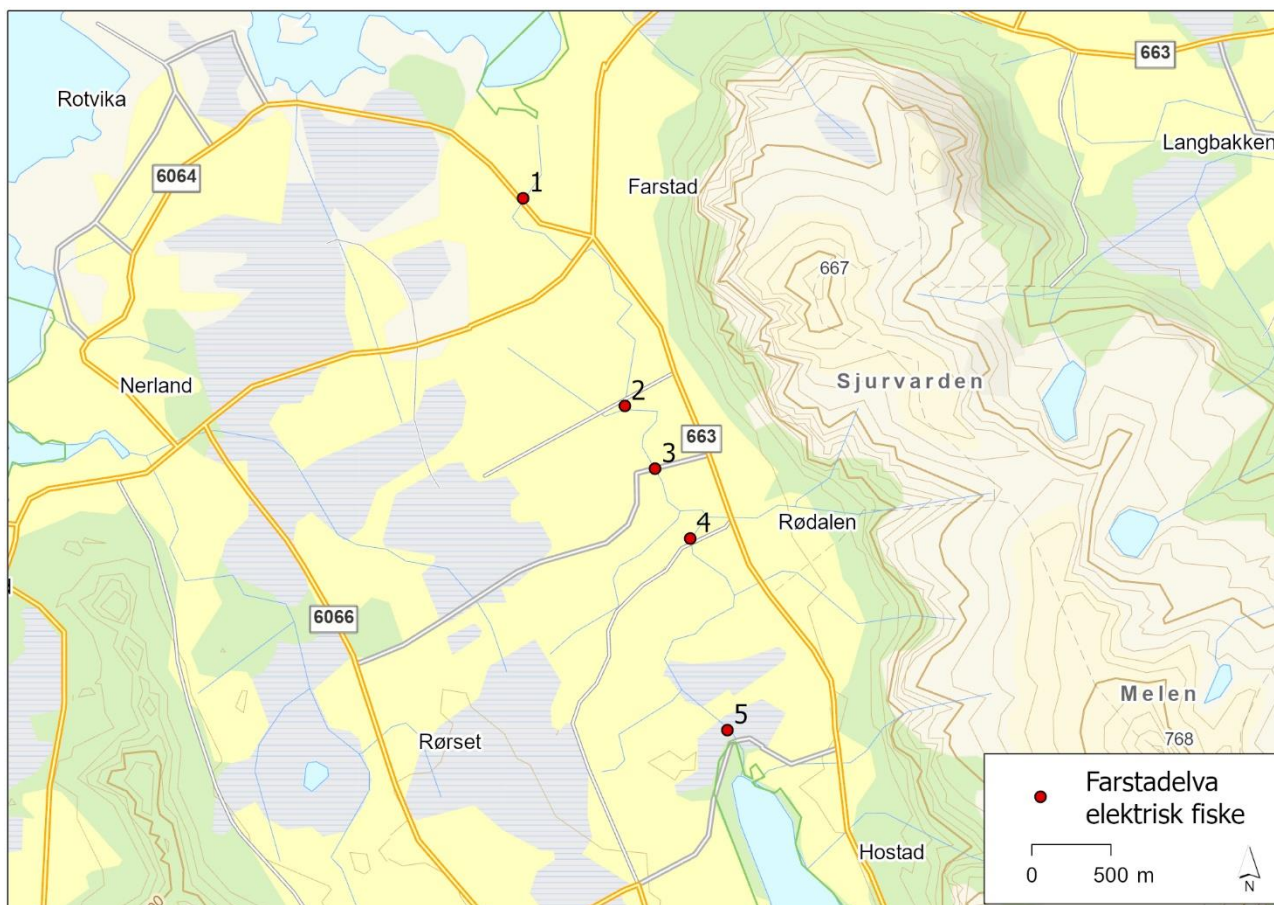 663
Rotvika
Langbakken
6064
1
Farstad
667
Sjurvarden
Nerland
2
663
3
4
Rødalen
6066
Melen
5
Rørset
768
Farstadelva
elektrisk fiske
Hostad
0 500 m
N